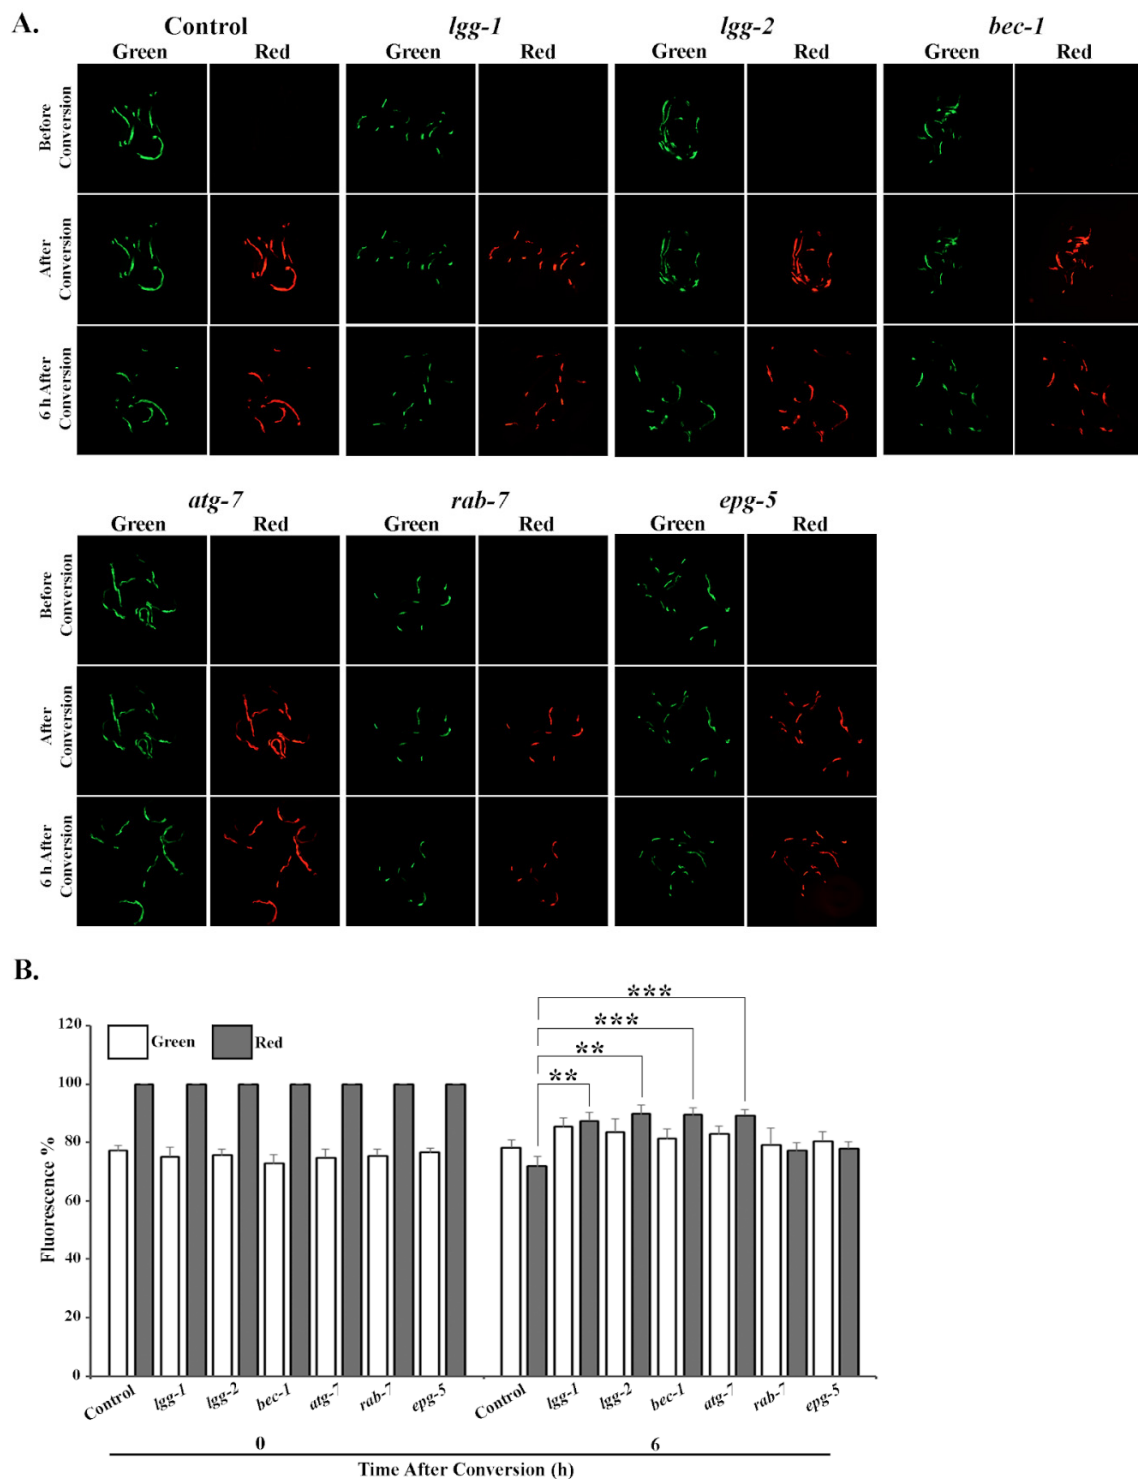 A.
Control lgg-1 lgg-2 bec-1
Green Red Green Red Green Red Green Red
Before Conversion
After Conversion
6 h After Conversion
atg-7 rab-7 epg-5
Green Red Green Red Green Red
Before Conversion
After Conversion
6 h After Conversion
B.
***
***
**
**
Green Red
Fluorescence %
120
100
80
60
40
20
0
Control lgg-1 lgg-2 bec-1 atg-7 rab-7 epg-5 Control lgg-1 lgg-2 bec-1 atg-7 rab-7 epg-5
0 6
Time After Conversion (h)